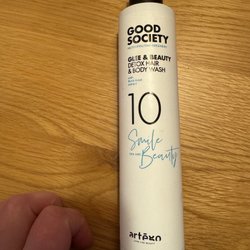 GOOD
SOCIETY
GLEE & BEAUTY
DETOX HAIR
& BODY WASH
10
Smile
Beauty
artègo